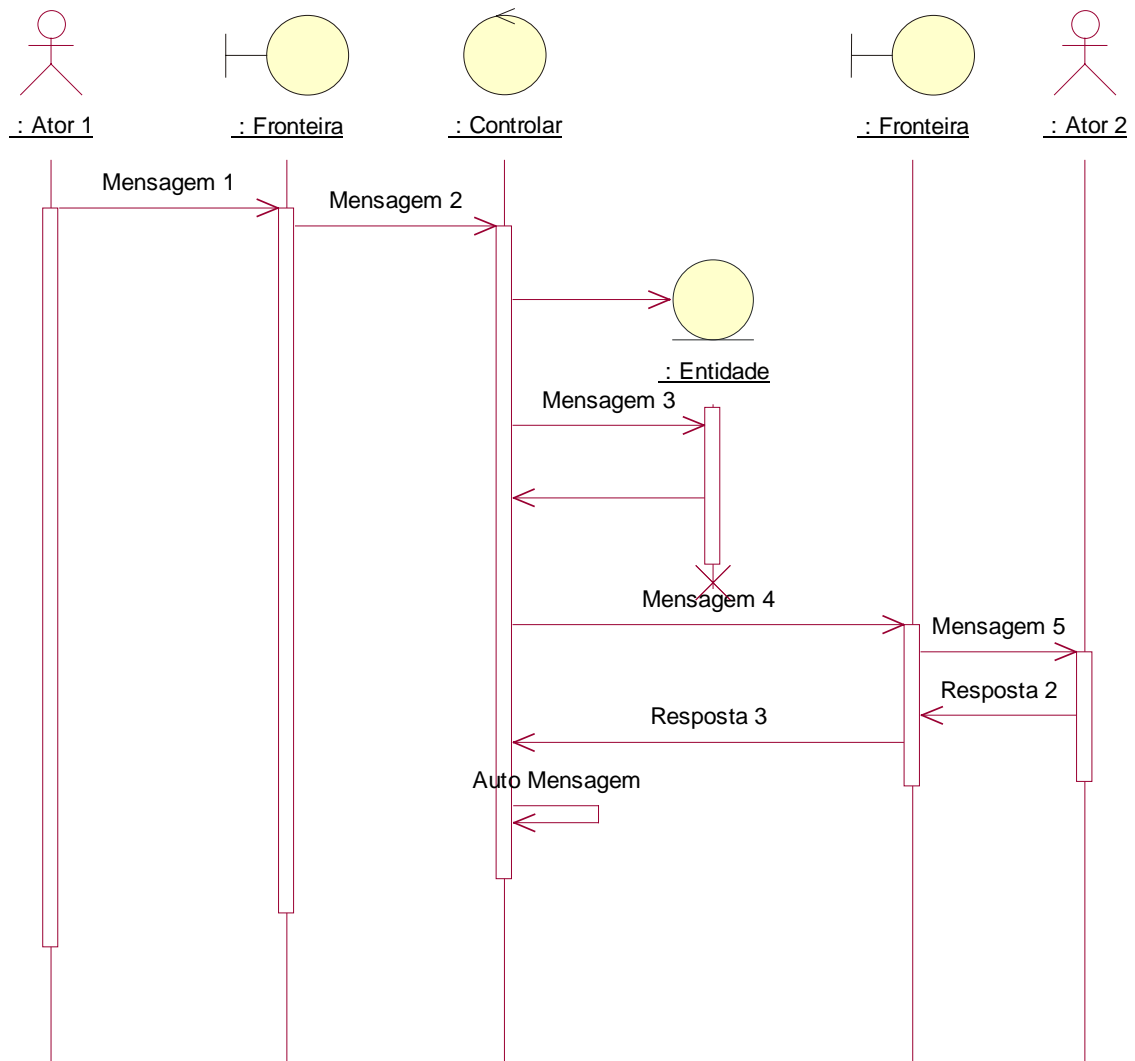 : Ator 1
: Fronteira
: Controlar
: Fronteira
: Ator 2
Mensagem 1
Mensagem 2
: Entidade
Mensagem 3
Mensagem 4
Mensagem 5
Resposta 2
Resposta 3
Auto Mensagem